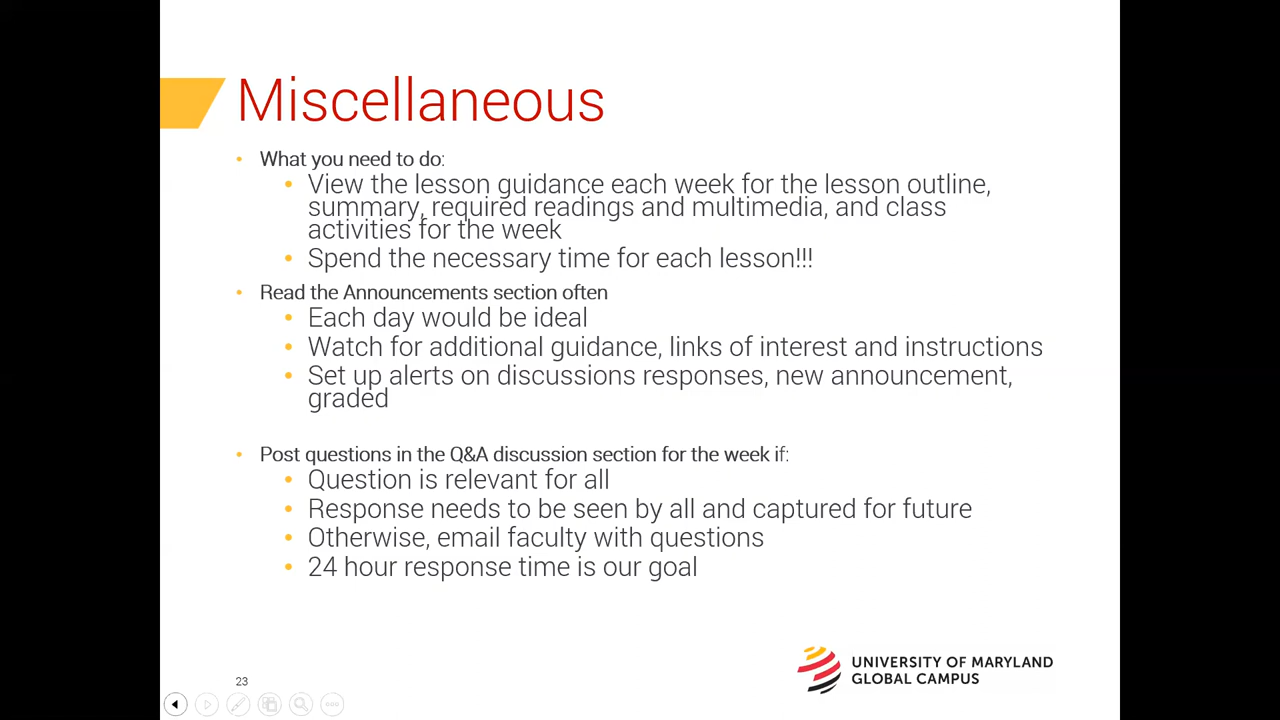 Miscellaneous
• What you need to do:
• View the lesson guidance each week for the lesson outline,
summary, required readings and multimedia, and class
activities for the week
• Spend the necessary time for each lesson!!!
• Read the Announcements section often
• Each day would be ideal
• Watch for additional guidance, links of interest and instructions
• Set up alerts on discussions responses, new announcement,
graded
• Post questions in the Q&A discussion section for the week if:
• Question is relevant for all
• Response needs to be seen by all and captured for future
• Otherwise, email faculty with questions
• 24 hour response time is our goal
UNIVERSITY OF MARYLAND
GLOBAL CAMPUS
23